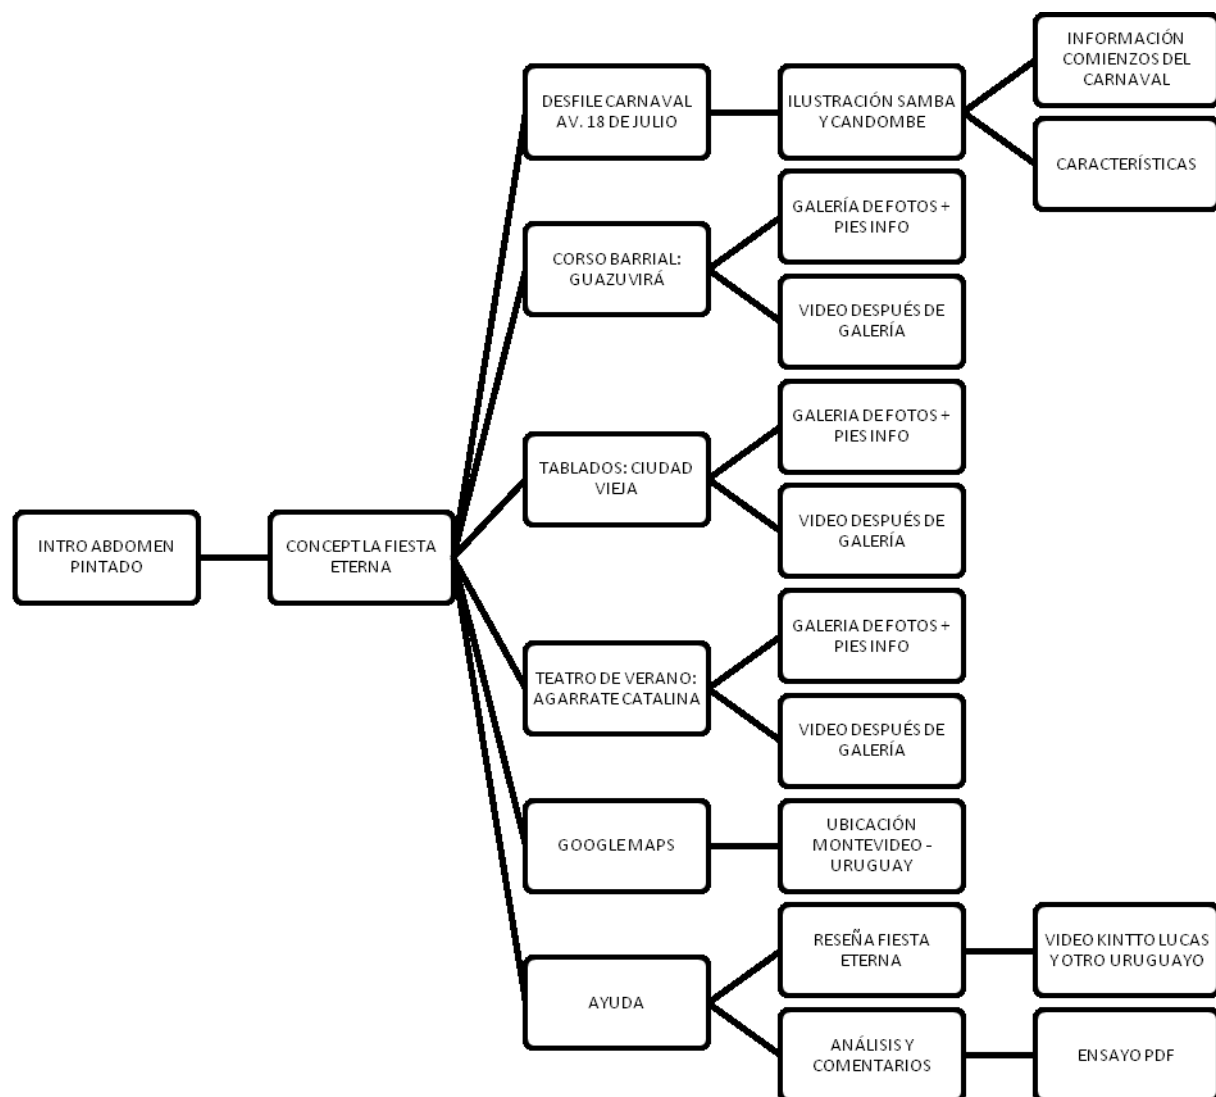 INTRO ABDOMEN
PINTADO
CONCEPT LA FIESTA
ETERNA
DESFILE CARNAVAL
AV. 18 DE JULIO
ILUSTRACIÓN SAMBA
Y CANDOMBE
INFORMACIÓN
COMIENZOS DEL
CARNAVAL
CARACTERÍSTICAS
CORSO BARRIAL:
GUAZUVIRÁ
GALERÍA DE FOTOS +
PIES INFO
VIDEO DESPUÉS DE
GALERÍA
TABLADOS: CIUDAD
VIEJA
GALERIA DE FOTOS +
PIES INFO
VIDEO DESPUÉS DE
GALERÍA
TEATRO DE VERANO:
AGARRATE CATALINA
GALERIA DE FOTOS +
PIES INFO
VIDEO DESPUÉS DE
GALERÍA
GOOGLE MAPS
UBICACIÓN
MONTEVIDEO -
URUGUAY
AYUDA
RESEÑA FIESTA
ETERNA
VIDEO KINTTO LUCAS
Y OTRO URUGUAYO
ANÁLISIS Y
COMENTARIOS
ENSAYO PDF